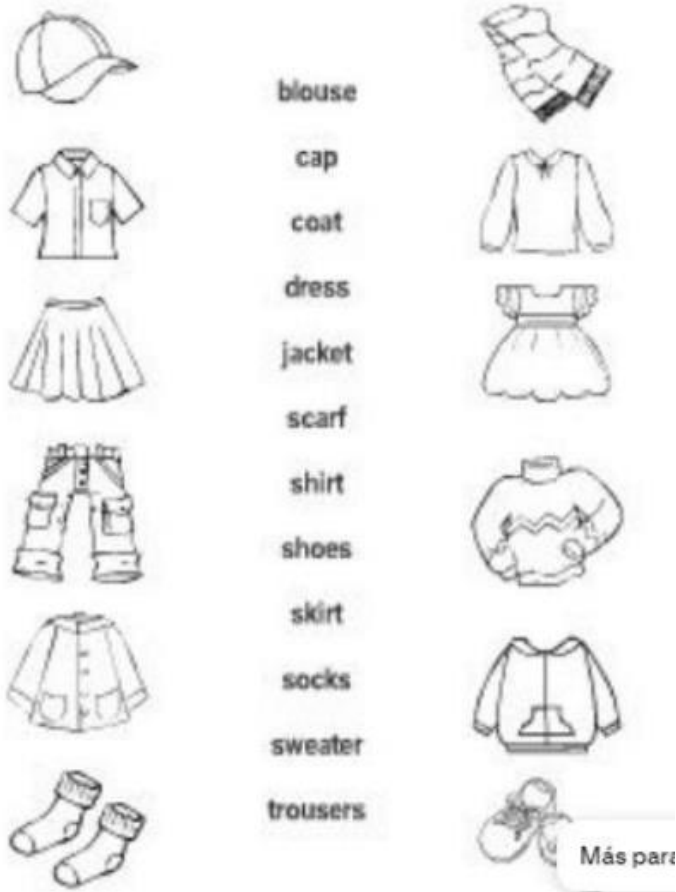 blouse
cap
coat
dress
jacket
scarf
shirt
shoes
skirt
socks
sweater
trousers
Más para